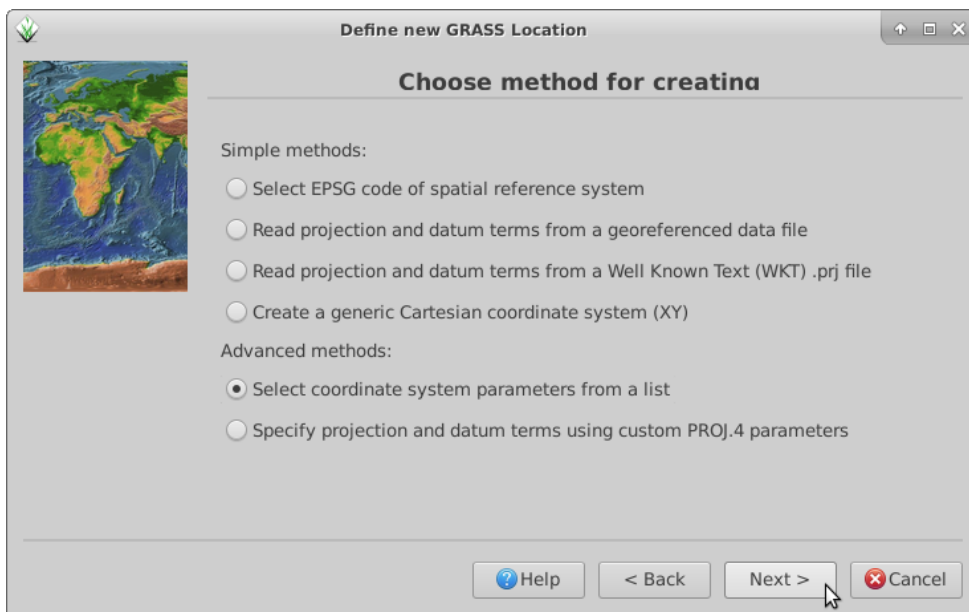 Define new GRASS Location
Choose method for creating
Simple methods:
Select EPSG code of spatial reference system
Read projection and datum terms from a georeferenced data file
Read projection and datum terms from a Well Known Text (WKT) .prj file
Create a generic Cartesian coordinate system (XY)
Advanced methods:
Select coordinate system parameters from a list
Specify projection and datum terms using custom PROJ.4 parameters
Help < Back Next > Cancel